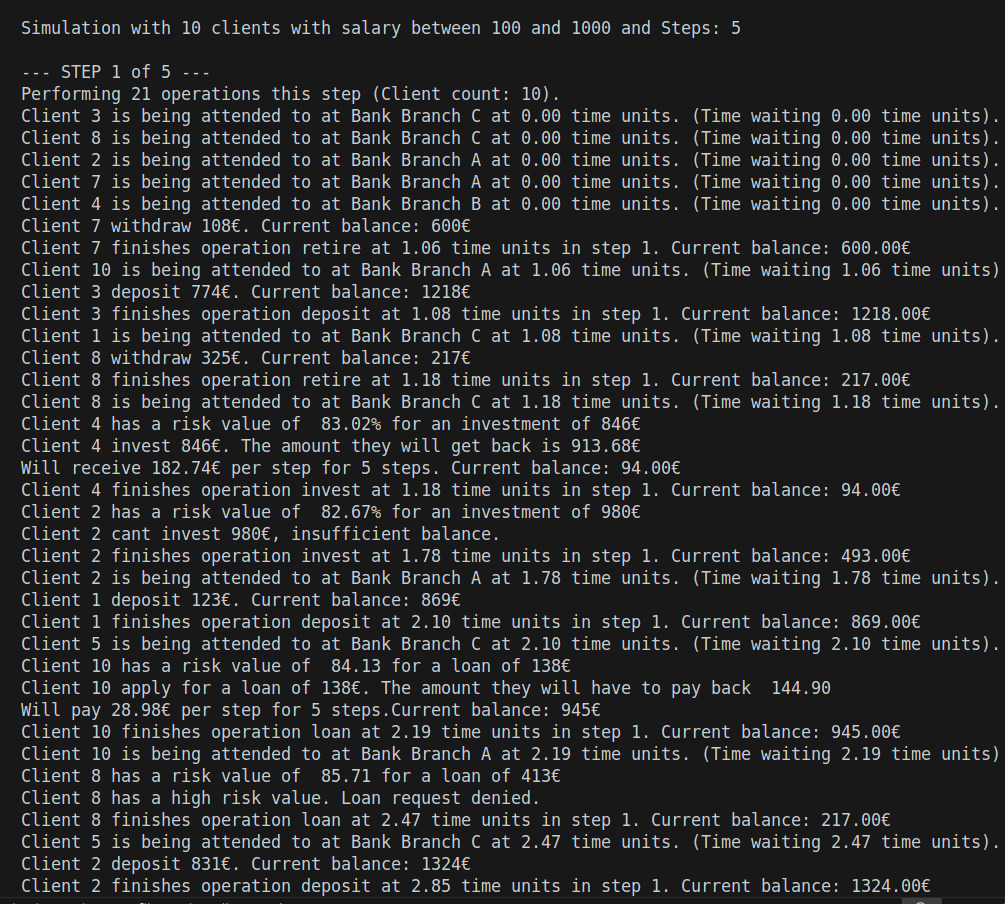 Simulation with 10 clients with salary between 100 and 1000 and Steps: 5
--- STEP 1 of 5 ---
Performing 21 operations this step (Client count: 10).
Client 3 is being attended to at Bank Branch C at 0.00 time units. (Time waiting 0.00 time units).
Client 8 is being attended to at Bank Branch C at 0.00 time units. (Time waiting 0.00 time units).
Client 2 is being attended to at Bank Branch A at 0.00 time units. (Time waiting 0.00 time units).
Client 7 is being attended to at Bank Branch A at 0.00 time units. (Time waiting 0.00 time units).
Client 4 is being attended to at Bank Branch B at 0.00 time units. (Time waiting 0.00 time units).
Client 7 withdraw 108€. Current balance: 600€
Client 7 finishes operation retire at 1.06 time units in step 1. Current balance: 600.00€
Client 10 is being attended to at Bank Branch A at 1.06 time units. (Time waiting 1.06 time units)
Client 3 deposit 774€. Current balance: 1218€
Client 3 finishes operation deposit at 1.08 time units in step 1. Current balance: 1218.00€
Client 1 is being attended to at Bank Branch C at 1.08 time units. (Time waiting 1.08 time units).
Client 8 withdraw 325€. Current balance: 217€
Client 8 finishes operation retire at 1.18 time units in step 1. Current balance: 217.00€
Client 8 is being attended to at Bank Branch C at 1.18 time units. (Time waiting 1.18 time units).
Client 4 has a risk value of  83.02% for an investment of 846€
Client 4 invest 846€. The amount they will get back is 913.68€
Will receive 182.74€ per step for 5 steps. Current balance: 94.00€
Client 4 finishes operation invest at 1.18 time units in step 1. Current balance: 94.00€
Client 2 has a risk value of  82.67% for an investment of 980€
Client 2 cant invest 980€, insufficient balance.
Client 2 finishes operation invest at 1.78 time units in step 1. Current balance: 493.00€
Client 2 is being attended to at Bank Branch A at 1.78 time units. (Time waiting 1.78 time units).
Client 1 deposit 123€. Current balance: 869€
Client 1 finishes operation deposit at 2.10 time units in step 1. Current balance: 869.00€
Client 5 is being attended to at Bank Branch C at 2.10 time units. (Time waiting 2.10 time units).
Client 10 has a risk value of  84.13 for a loan of 138€
Client 10 apply for a loan of 138€. The amount they will have to pay back  144.90
Will pay 28.98€ per step for 5 steps.Current balance: 945€
Client 10 finishes operation loan at 2.19 time units in step 1. Current balance: 945.00€
Client 10 is being attended to at Bank Branch A at 2.19 time units. (Time waiting 2.19 time units)
Client 8 has a risk value of  85.71 for a loan of 413€
Client 8 has a high risk value. Loan request denied.
Client 8 finishes operation loan at 2.47 time units in step 1. Current balance: 217.00€
Client 5 is being attended to at Bank Branch C at 2.47 time units. (Time waiting 2.47 time units).
Client 2 deposit 831€. Current balance: 1324€
Client 2 finishes operation deposit at 2.85 time units in step 1. Current balance: 1324.00€